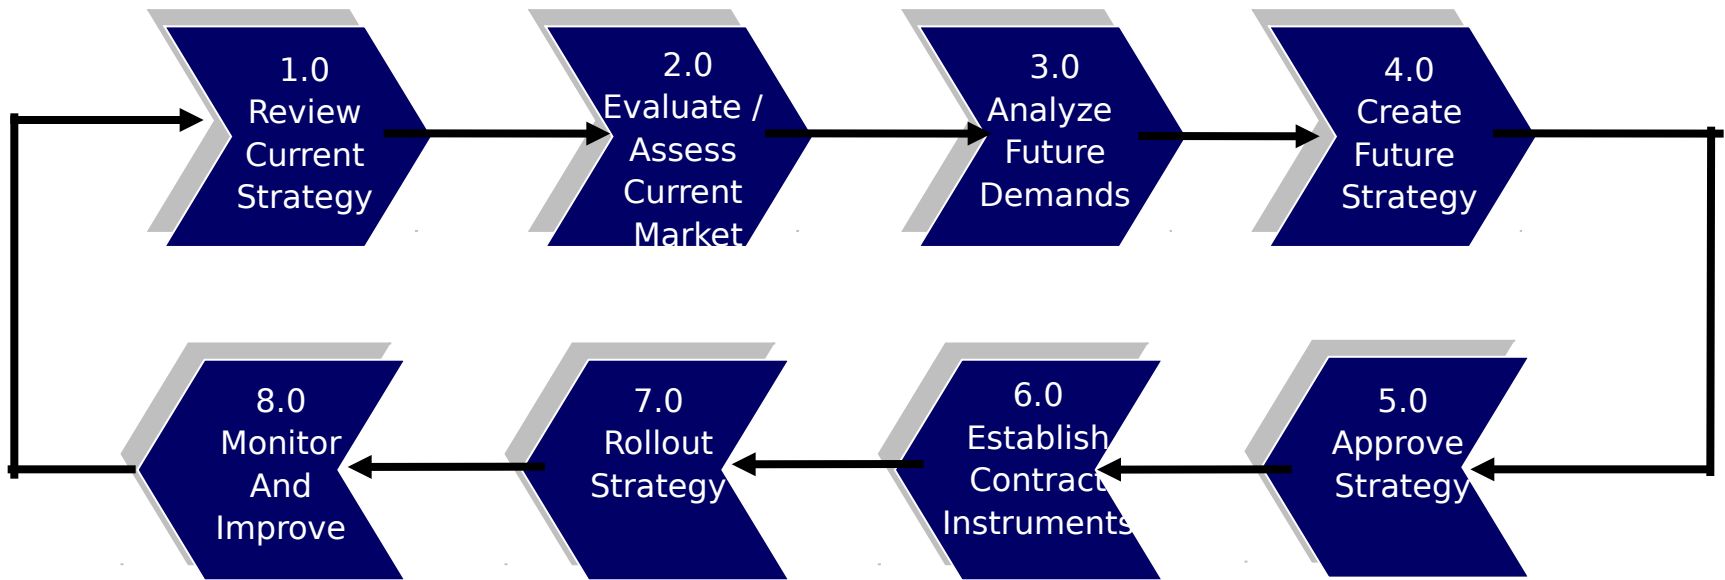 1.0
Review
Current
Strategy
2.0
Evaluate /
Assess
Current
Market
3.0
Analyze
Future
Demands
4.0
Create
Future
Strategy
5.0
Approve
Strategy
6.0
Establish
Contract
Instruments
7.0
Rollout
Strategy
8.0
Monitor
And
Improve